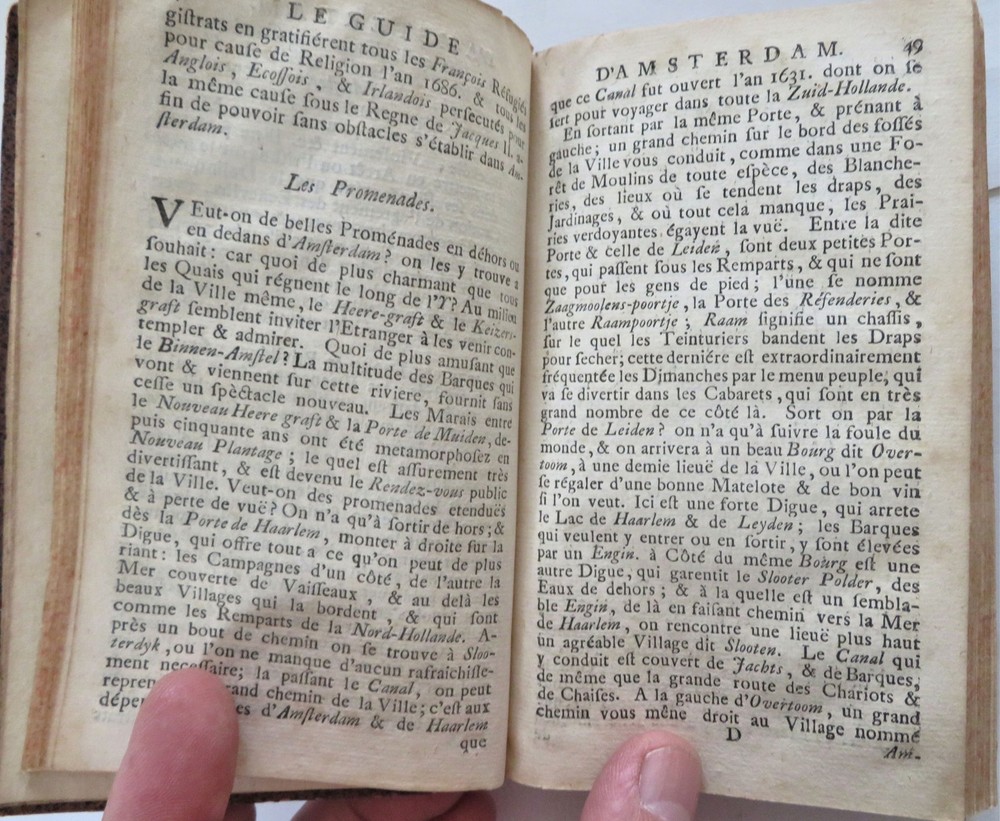 LE GUIDE
giſtrats en gratifiérent tous les François Réfugiés
pour cauſe de Religion l'an 1686. & tous les
Anglois, Ecoſſois, & Irlandois perſecutés pour
la même cauſe ſous le Regne de Jacques II. a-
fin de pouvoir ſans obſtacles s'établir dans Am-
ſterdam.
Les Promenades.
VEut-on de belles Proménades en déhors ou
en dedans d'Amſterdam? on les y trouve a
ſouhait: car quoi de plus charmant que tous
les Quais qui réguent le long de l'Y? Au milieu
de la Ville même, le Heere-graft & le Keizers-
graft ſemblent inviter l'Etranger à les venir con-
templer & admirer. Quoi de plus amuſant que
le Binnen-Amſtel? La multitude des Barques qui
vont & viennent ſur cette riviere, fournit ſans
ceſſe un ſpèctacle nouveau. Les Marais entre
le Nouveau Heere graft & la Porte de Muiden, de-
puis cinquante ans ont été metamorphoſez en
Nouveau Plantage; le quel eſt aſſurement très
divertiſſant, & eſt devenu le Rendez-vous public
de la Ville. Veut-on des promenades etenduës
& à perte de vuë? On n'a qu'à ſortir de hors; &
dès la Porte de Haarlem, monter à droite ſur la
Digue, qui offre tout a ce qu'on peut de plus
riant: les Campagnes d'un côté, de l'autre la
Mer couverte de Vaiſſeaux, & au delà les
beaux Villages qui la bordent, & qui ſont
comme les Remparts de la Nord-Hollande. A-
près un bout de chemin on ſe trouve à Sloo-
terdyk, ou l'on ne manque d'aucun rafraîchiſſe-
ment neceſſaire; la paſſant le Canal, on peut
repren rand chemin de la Ville; c'eſt aux
dépe es d'Amſterdam & de Haarlem
que
D'AMSTERDAM. 49
que ce Canal fut ouvert l'an 1631. dont on ſe
ſert pour voyager dans toute la Zuid-Hollande.
En ſortant par la même Porte, & prénant à
gauche; un grand chemin ſur le bord des foſſés
de la Ville vous conduit, comme dans une Fo-
rêt de Moulins de toute eſpèce, des Blanche-
ries, des lieux où ſe tendent les draps, des
Jardinages, & où tout cela manque, les Prai-
ries verdoyantes égayent la vuë. Entre la dite
Porte & celle de Leiden, ſont deux petites Por-
tes, qui paſſent ſous les Remparts, & qui ne ſont
que pour les gens de pied; l'une ſe nomme
Zaagmoolens-poortje, la Porte des Réfenderies, &
l'autre Raampoortje; Raam ſignifie un chaſſis,
ſur le quel les Teinturiers bandent les Draps
pour ſecher; cette derniére eſt extraordinairement
fréquentée les Djmanches par le menu peuple, qui
va ſe divertir dans les Cabarets, qui ſont en très
grand nombre de ce côté là. Sort on par la
Porte de Leiden? on n'a qu'à ſuivre la foule du
monde, & on arrivera à un beau Bourg dit Over-
toom, à une demie lieuë de la Ville, ou l'on peut
ſe régaler d'une bonne Matelote & de bon vin
ſi l'on veut. Ici eſt une forte Digue, qui arrete
le Lac de Haarlem & de Leyden; les Barques
qui veulent y entrer ou en ſortir, y ſont élevées
par un Engin. à Côté du même Bourg eſt une
autre Digue, qui garentit le Slooter Polder, des
Eaux de dehors; & à la quelle eſt un ſembla-
ble Engin, de là en faiſant chemin vers la Mer
de Haarlem, on rencontre une lieuë plus haut
un agréable Village dit Slooten. Le Canal qui
y conduit eſt couvert de Jachts, & de Barques,
de même que la grande route des Chariots &
de Chaiſes. A la gauche d'Overtoom, un grand
chemin vous mêne droit au Village nommé
D
Am-